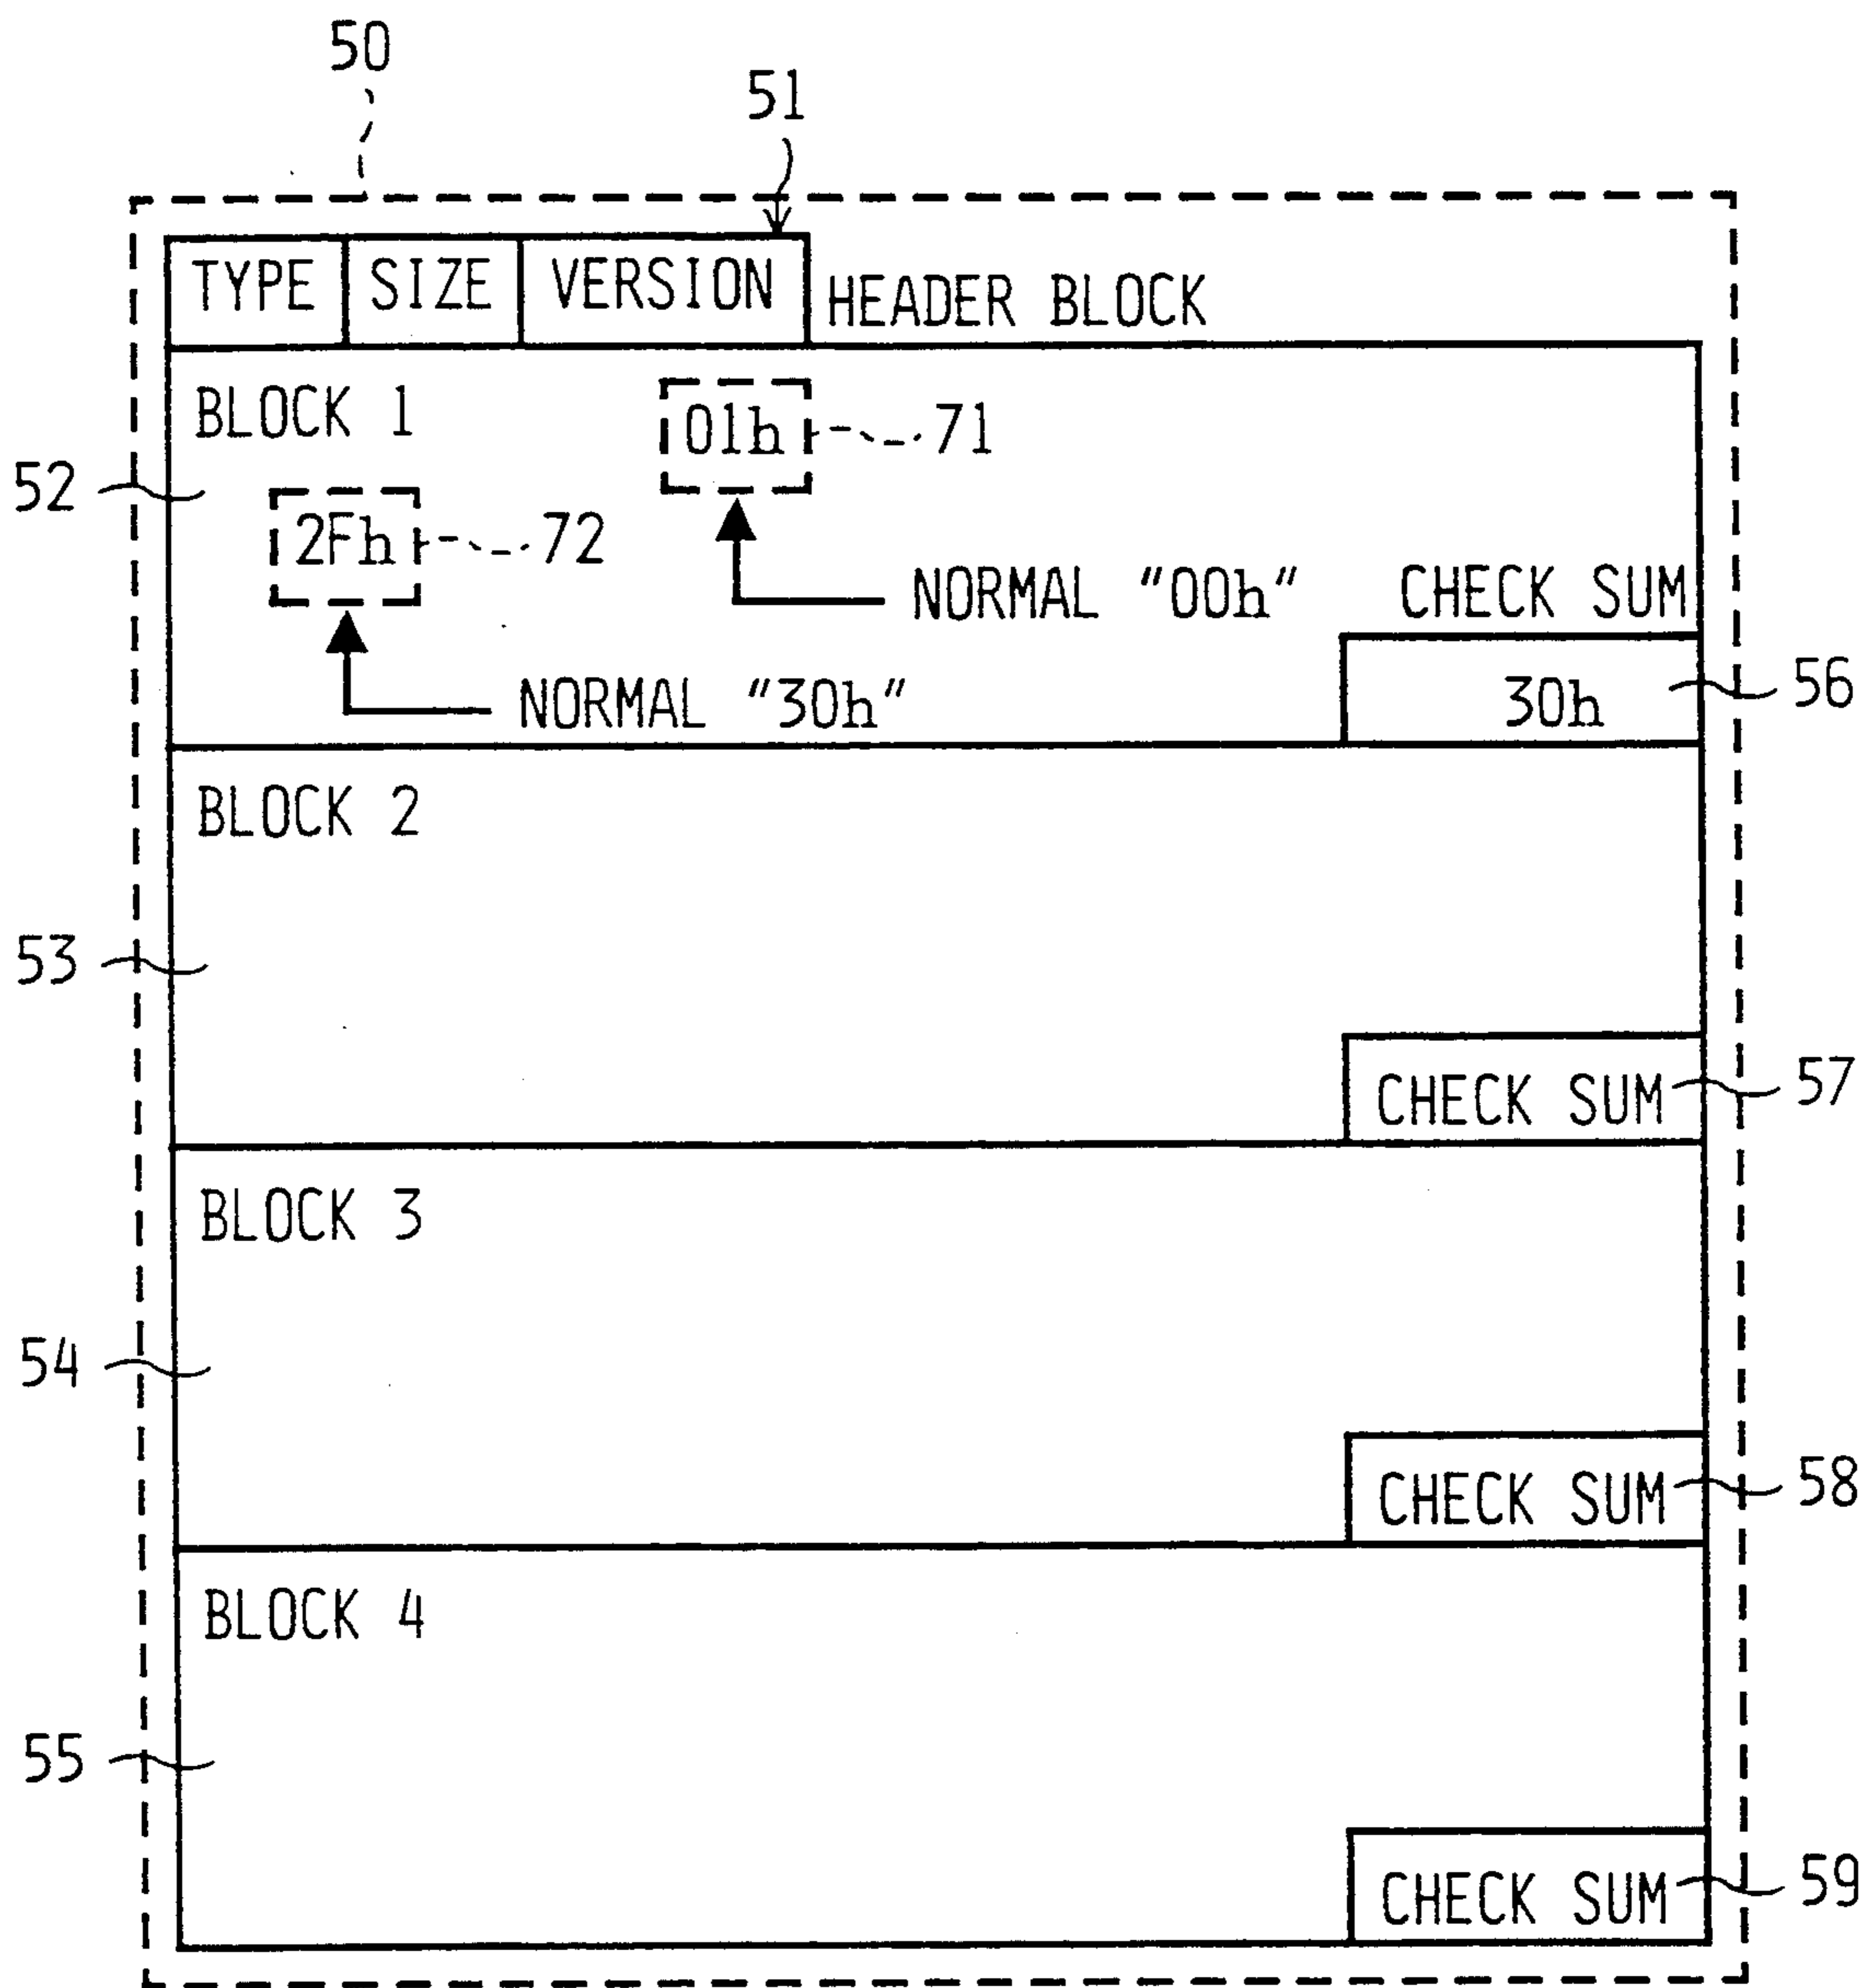 50
51
TYPE SIZE VERSION HEADER BLOCK
BLOCK 1 01h 71
52
2Fh 72
NORMAL "00h" CHECK SUM
56
NORMAL "30h" 30h
BLOCK 2
53
CHECK SUM 57
BLOCK 3
54
CHECK SUM 58
BLOCK 4
55
CHECK SUM 59